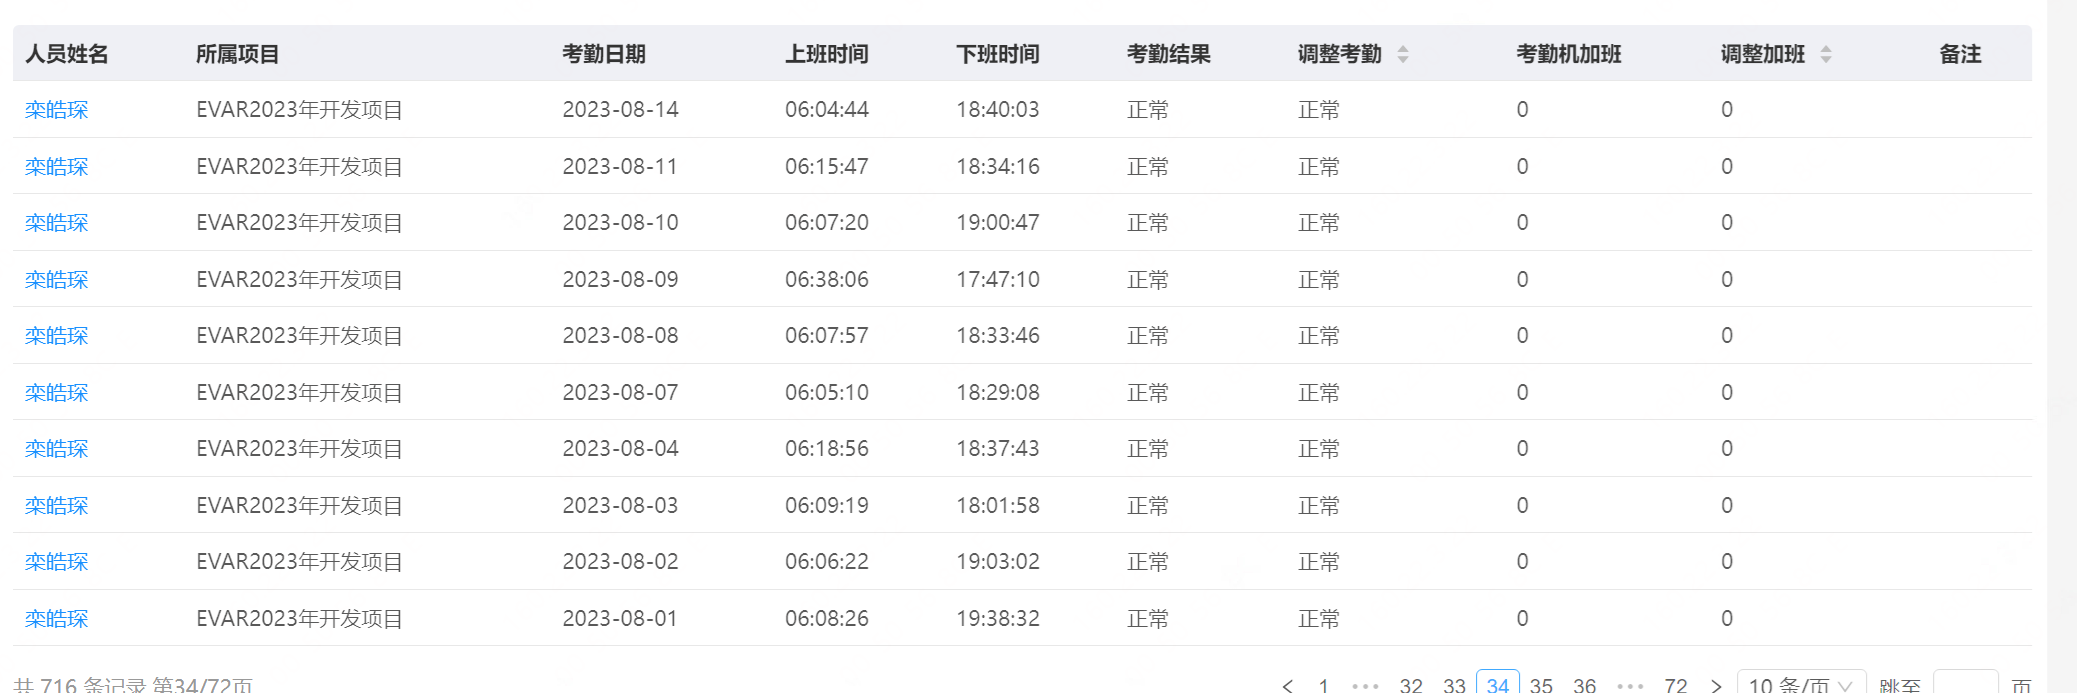 人员姓名 所属项目 考勤日期 上班时间 下班时间 考勤结果 调整考勤 考勤机加班 调整加班 备注
栾皓琛 EVAR2023年开发项目 2023-08-14 06:04:44 18:40:03 正常 正常 0 0
栾皓琛 EVAR2023年开发项目 2023-08-11 06:15:47 18:34:16 正常 正常 0 0
栾皓琛 EVAR2023年开发项目 2023-08-10 06:07:20 19:00:47 正常 正常 0 0
栾皓琛 EVAR2023年开发项目 2023-08-09 06:38:06 17:47:10 正常 正常 0 0
栾皓琛 EVAR2023年开发项目 2023-08-08 06:07:57 18:33:46 正常 正常 0 0
栾皓琛 EVAR2023年开发项目 2023-08-07 06:05:10 18:29:08 正常 正常 0 0
栾皓琛 EVAR2023年开发项目 2023-08-04 06:18:56 18:37:43 正常 正常 0 0
栾皓琛 EVAR2023年开发项目 2023-08-03 06:09:19 18:01:58 正常 正常 0 0
栾皓琛 EVAR2023年开发项目 2023-08-02 06:06:22 19:03:02 正常 正常 0 0
栾皓琛 EVAR2023年开发项目 2023-08-01 06:08:26 19:38:32 正常 正常 0 0
共 716 条记录 第34/72页 < 1 ••• 32 33 34 35 36 ••• 72 > 10 条/页 跳至 页